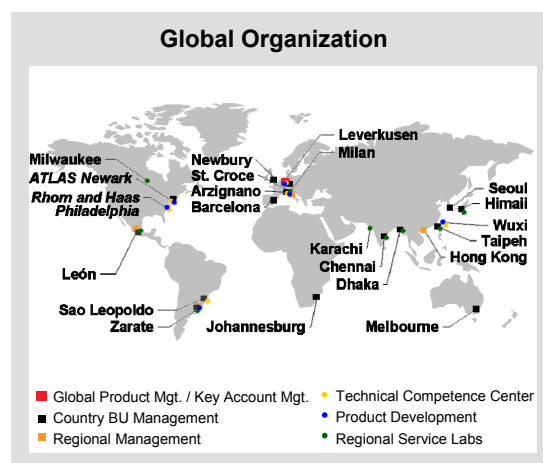 Global Organization
Leverkusen
Milan
Newbury
St. Croce
Arzignano
Barcelona
Milwaukee
ATLAS Newark
Rhom and Haas
Philadelphia
León
Seoul
Himaii
Wuxi
Taipeh
Hong Kong
Karachi
Chennai
Dhaka
Sao Leopoldo
Zarate
Johannesburg
Melbourne
Global Product Mgt. / Key Account Mgt.
Country BU Management
Regional Management
Technical Competence Center
Product Development
Regional Service Labs